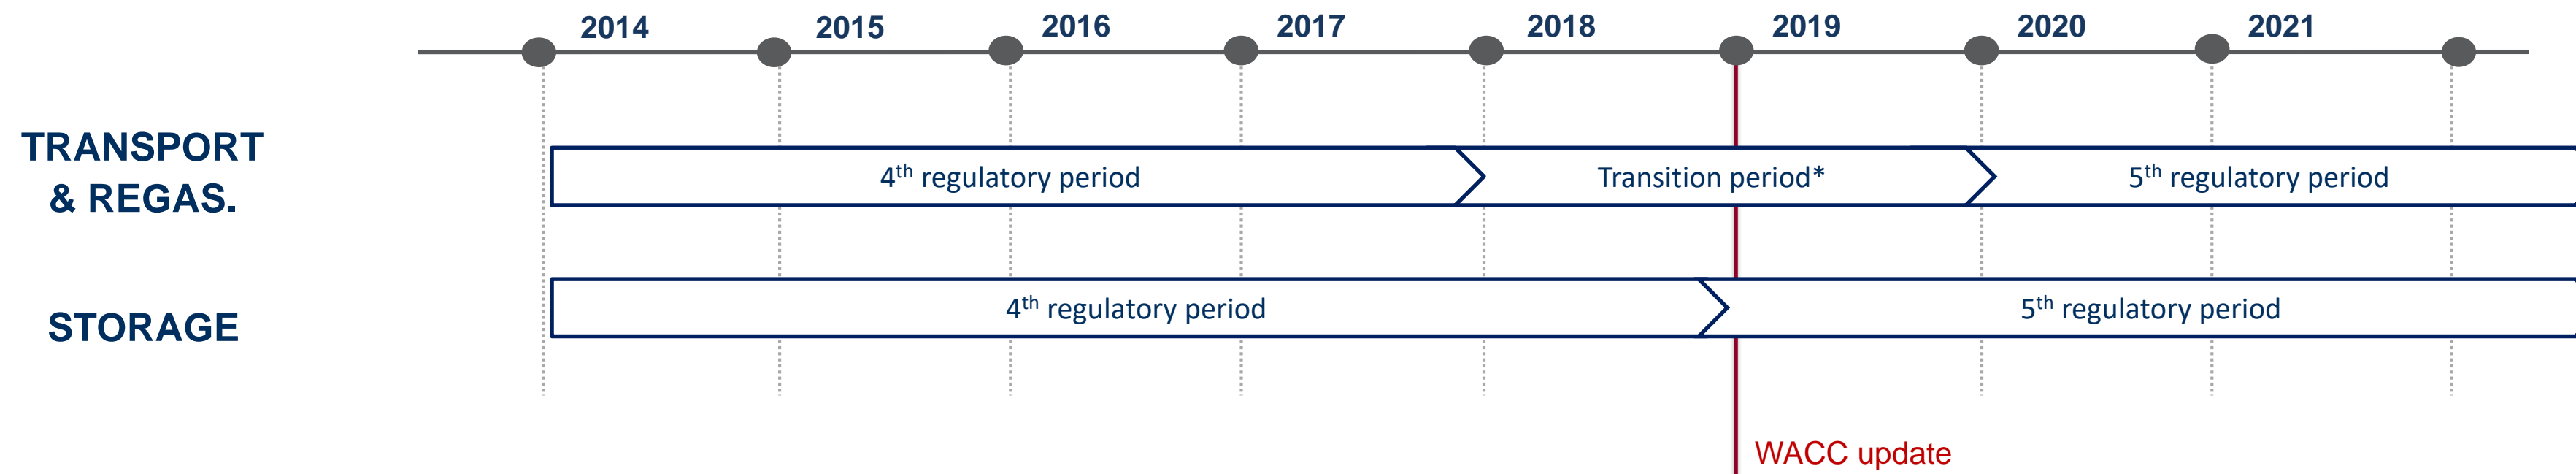 2014 2015 2016 2017 2018 2019 2020 2021
TRANSPORT
& REGAS.
4th regulatory period Transition period* 5th regulatory period
STORAGE
4th regulatory period 5th regulatory period
WACC update